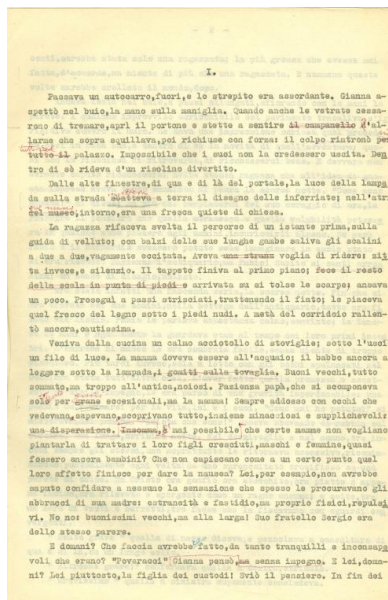 I.
Passava un autocarro, fuori, e lo strepito era assordante. Gianna a-
spettò nel buio, la mano sulla maniglia. Quando anche le vetrate cessa-
rono di tremare, aprì il portone e stette a sentire il campanello d'al-
larme che sopra squillava, poi richiuse con forza: il colpo rintronò per
tutto il palazzo. Impossibile che i suoi non la credessero uscita. Den
tro di sé rideva d'un risolino divertito.
Dalle alte finestre, di qua e di là del portale, la luce della lampa
da sulla strada a terra il disegno delle inferriate; nell'atri
intorno, era una fresca quiete di chiesa.
La ragazza rifaceva svelta il percorso di un istante prima, sulla
guida di velluto; con balzi delle sue lunghe gambe saliva gli scalini
a due a due, vagamente eccitata. Aveva una strana voglia di ridere: zit
ta invece, e silenzio. Il tappeto finiva al primo piano; fece il resto
della scala in punta di piedi e arrivata su si tolse le scarpe: ansava
un poco. Proseguì a passi strisciati, trattenendo il fiato; le piaceva
quel fresco del legno sotto i piedi nudi. A metà del corridoio rallen-
tò ancora, cautissima.
Veniva dalla cucina un calmo acciottolio di stoviglie; sotto l'usci
un filo di luce. La mamma doveva essere all'acquaio; il babbo ancora a
leggere sotto la lampada, i gomiti sulla tovaglia. Buoni vecchi, tutto
sommato, ma troppo all'antica, noiosi. Pazienza papà, che si scomponeva
solo per eccezionali, ma la mamma! Sempre addosso con occhi che
vedevano, sapevano, scoprivano tutto, insieme minacciosi e supplichevoli:
una disperazione. Insomma, è mai possibile che certe mamme non vogliano
piantarla di trattare i loro figli cresciuti, maschi e femmine, quasi
fossero ancora bambini? Che non capiscano come a un certo punto quel
loro affetto finisce per dare la nausea? Lei, per esempio, non avrebbe
saputo confidare a nessuno la sensazione che spesso le procuravano gli
abbracci di sua madre: estraneità e fastidio, ma proprio fisici, repulsi
vi. No no: buonissimi vecchi, ma alla larga! Suo fratello Sergio era
dello stesso parere.
E domani? Che faccia avrebbe fatto, da tanto tranquilli e inconsap
voli che erano? "Poveracci" Gianna pensò, ma senza impegno. E lei, doma-
ni? Lei piuttosto, la figlia dei custodi! Sviò il pensiero. In fin dei